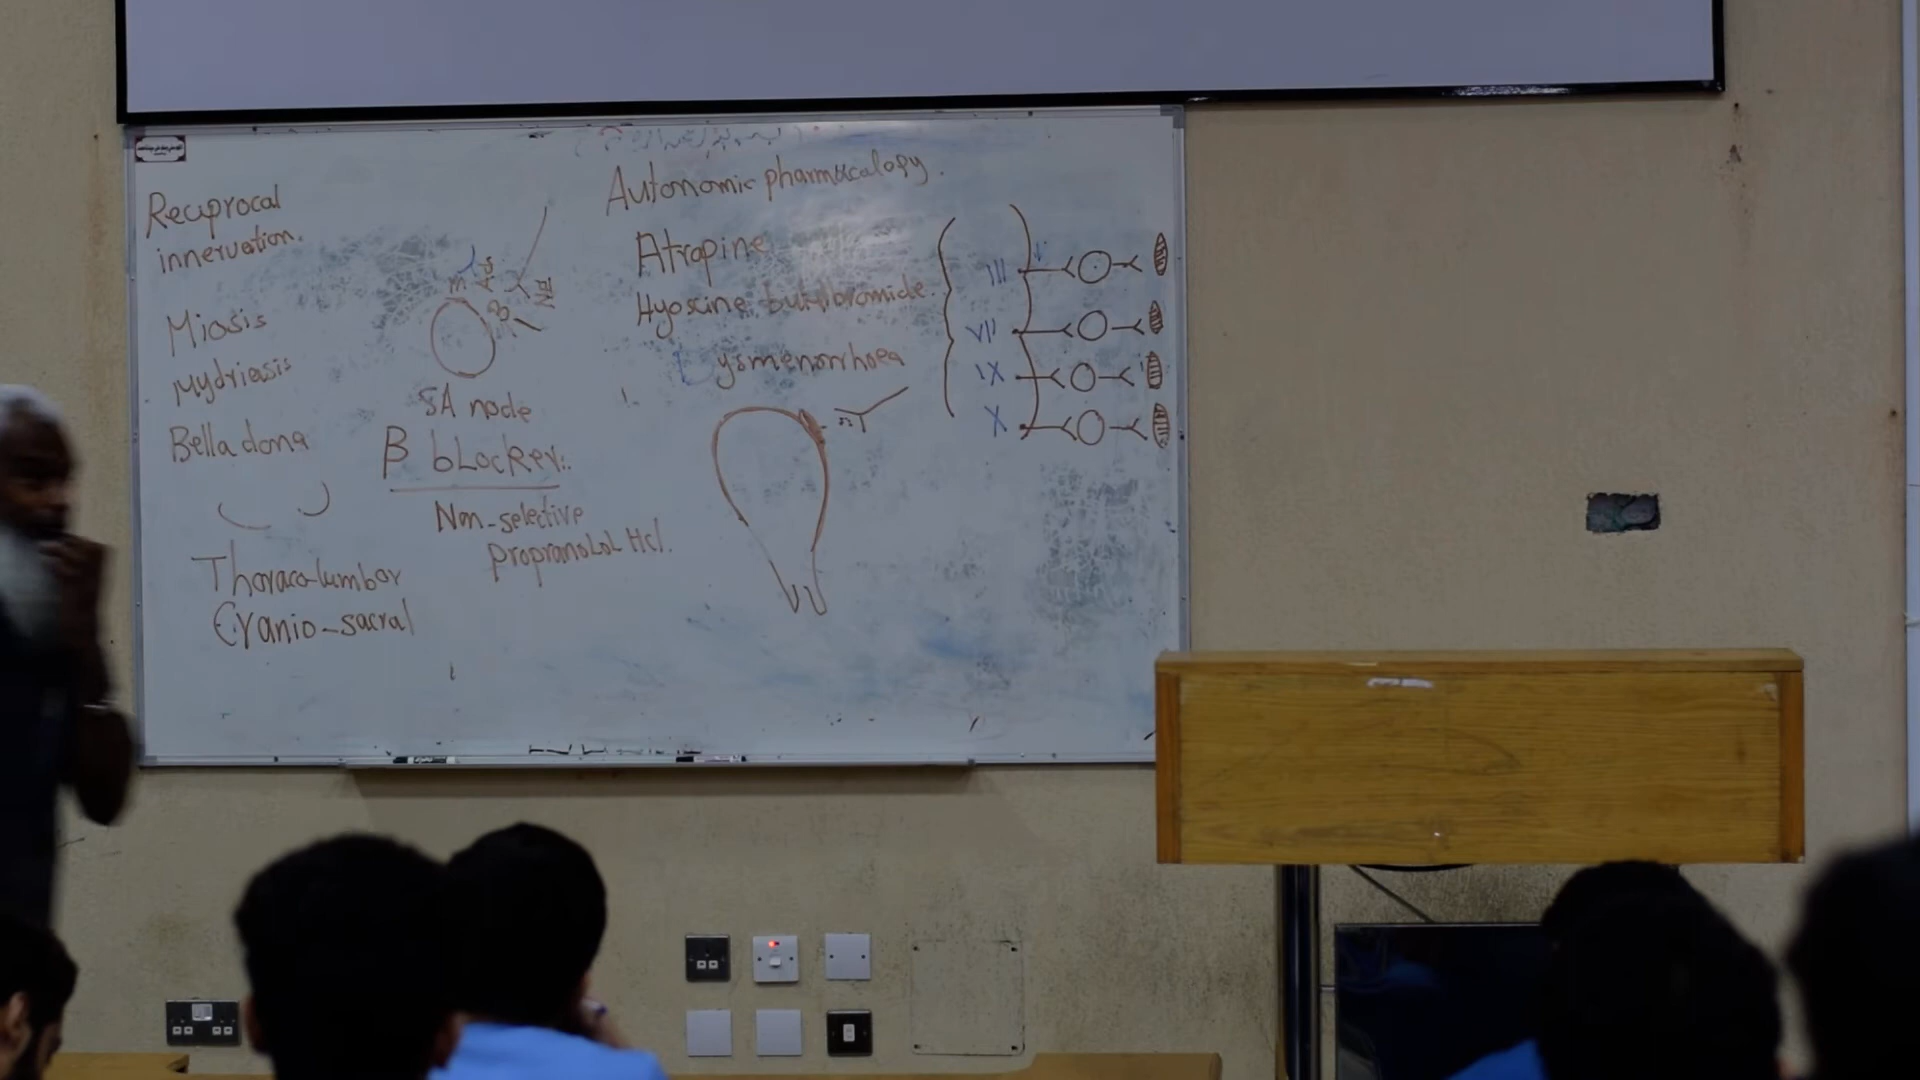 Autonomic pharmacalogy.
Reciprocal
innervation.
Miosis
Mydriasis
Bella dona
Thoraco-lumbar
Cranio-sacral
SA node
β bLocker:.
Non-selective
propranoLoL Hcl.
Atropine
Hyoscine butylbromide.
ysmenorrhoea
III
VII
IX
X